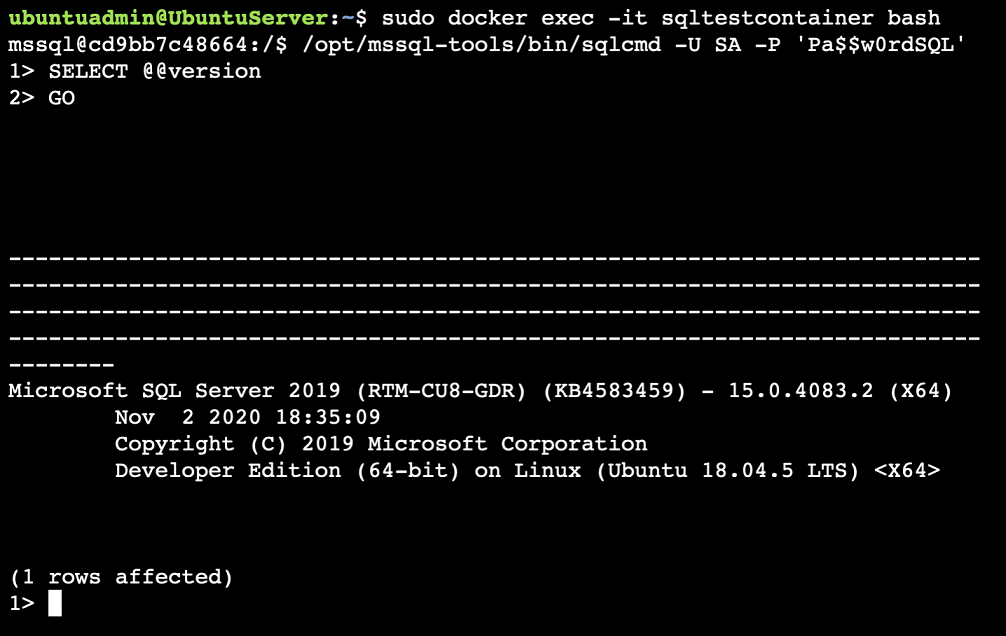 ubuntuadmin@UbuntuServer:~$ sudo docker exec -it sqltestcontainer bash
mssql@cd9bb7c48664:/$ /opt/mssql-tools/bin/sqlcmd -U SA -P 'Pa$$w0rdSQL'
1> SELECT @@version
2> GO
-------------------------------------------------------------------------
-------------------------------------------------------------------------
-------------------------------------------------------------------------
-------------------------------------------------------------------------
--------
Microsoft SQL Server 2019 (RTM-CU8-GDR) (KB4583459) - 15.0.4083.2 (X64)
        Nov  2 2020 18:35:09
        Copyright (C) 2019 Microsoft Corporation
        Developer Edition (64-bit) on Linux (Ubuntu 18.04.5 LTS) <X64>
(1 rows affected)
1>